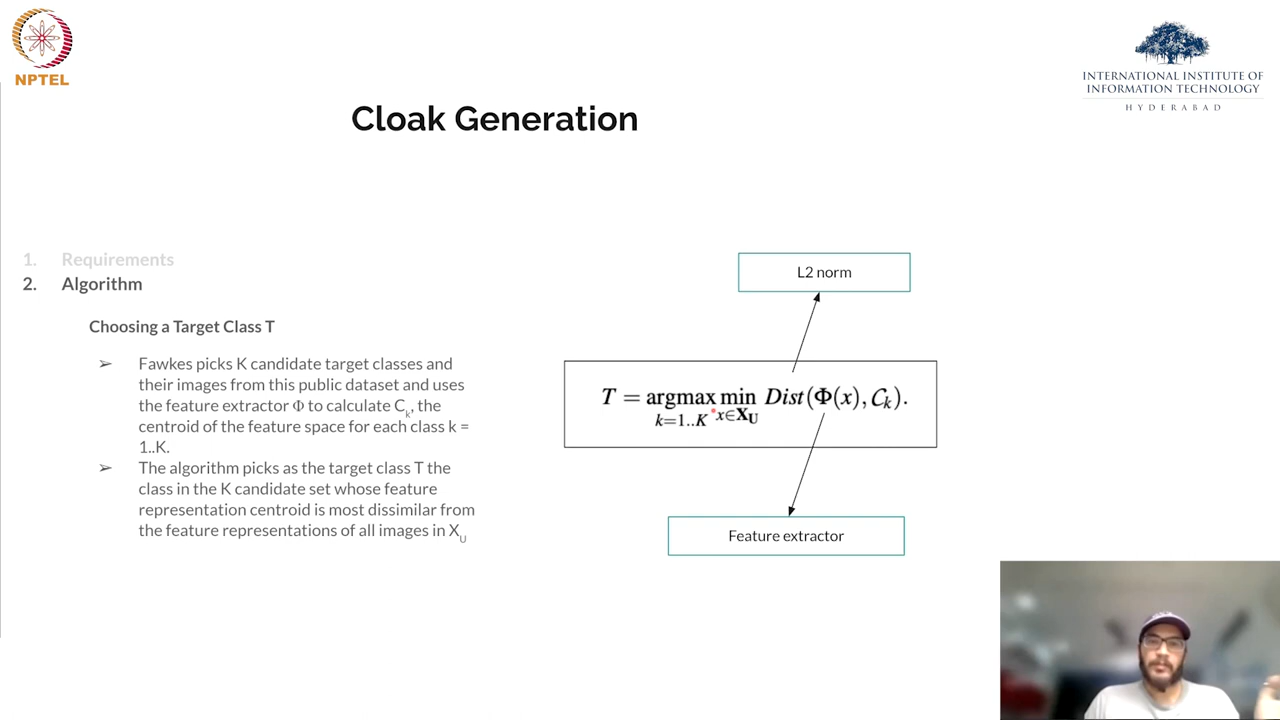 NPTEL
INTERNATIONAL INSTITUTE OF
INFORMATION TECHNOLOGY
HYDERABAD
Cloak Generation
1. Requirements
2. Algorithm
Choosing a Target Class T
➢ Fawkes picks K candidate target classes and
their images from this public dataset and uses
the feature extractor Φ to calculate Cₖ, the
centroid of the feature space for each class k =
1..K.
➢ The algorithm picks as the target class T the
class in the K candidate set whose feature
representation centroid is most dissimilar from
the feature representations of all images in X_U
L2 norm
T = argmax min Dist(Φ(x), Cₖ).
k=1..K x∈X_U
Feature extractor